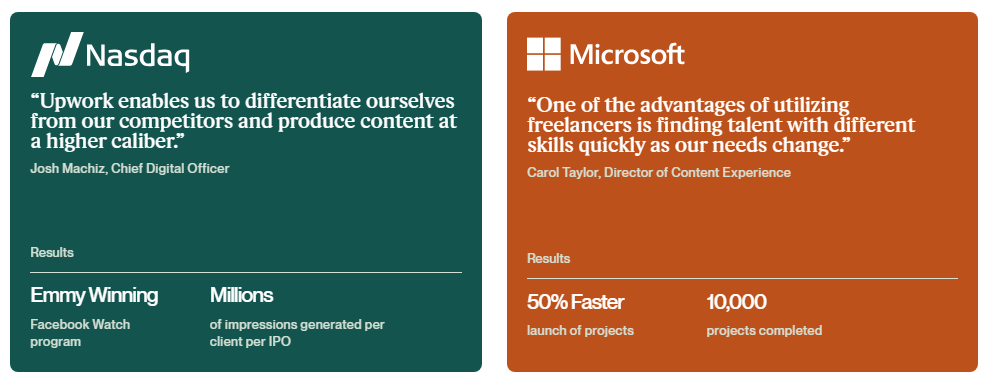 Nasdaq
“Upwork enables us to differentiate ourselves
from our competitors and produce content at
a higher caliber.”
Josh Machiz, Chief Digital Officer
Results
Emmy Winning
Facebook Watch
program
Millions
of impressions generated per
client per IPO
Microsoft
“One of the advantages of utilizing
freelancers is finding talent with different
skills quickly as our needs change.”
Carol Taylor, Director of Content Experience
Results
50% Faster
launch of projects
10,000
projects completed